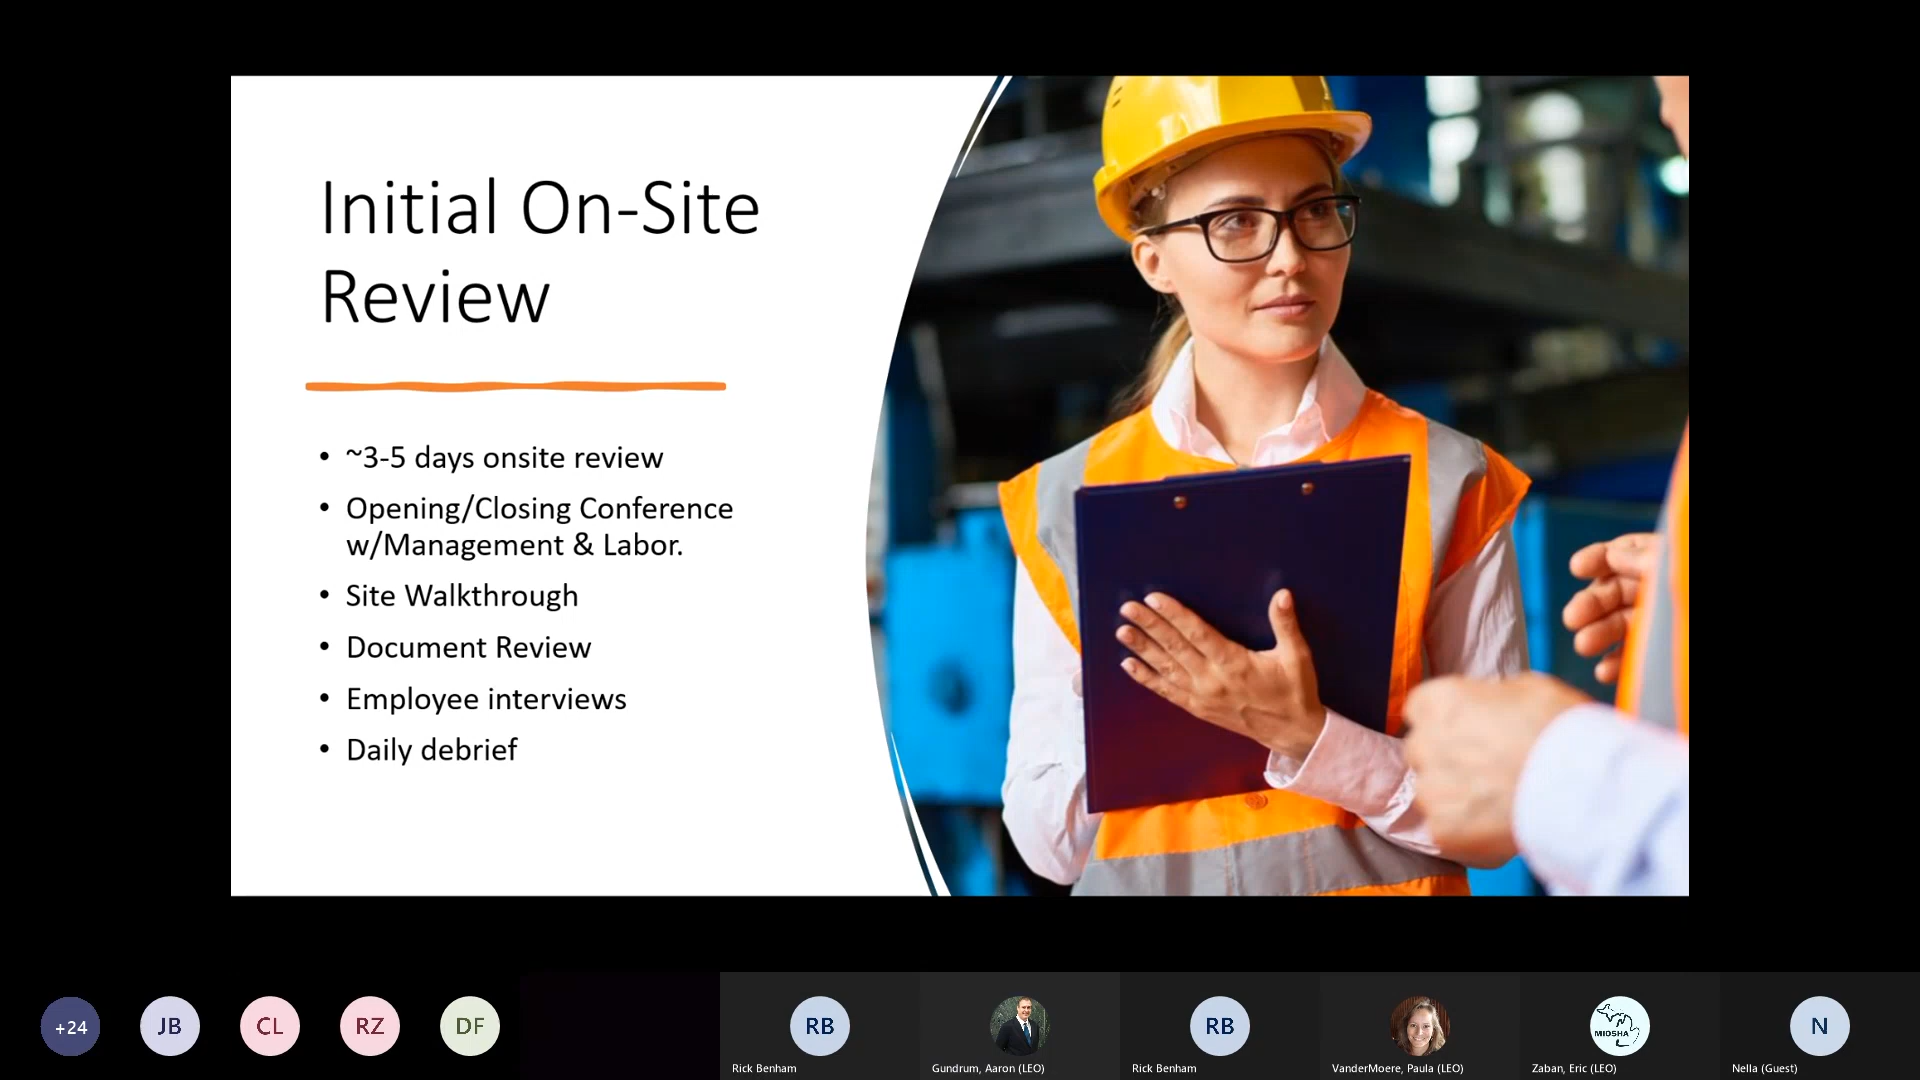 Initial On-Site
Review
• ~3-5 days onsite review
• Opening/Closing Conference
w/Management & Labor.
• Site Walkthrough
• Document Review
• Employee interviews
• Daily debrief
+24
JB
CL
RZ
DF
RB
RB
MIOSHA
N
Rick Benham
Gundrum, Aaron (LEO)
Rick Benham
VanderMoere, Paula (LEO)
Zaban, Eric (LEO)
Nella (Guest)